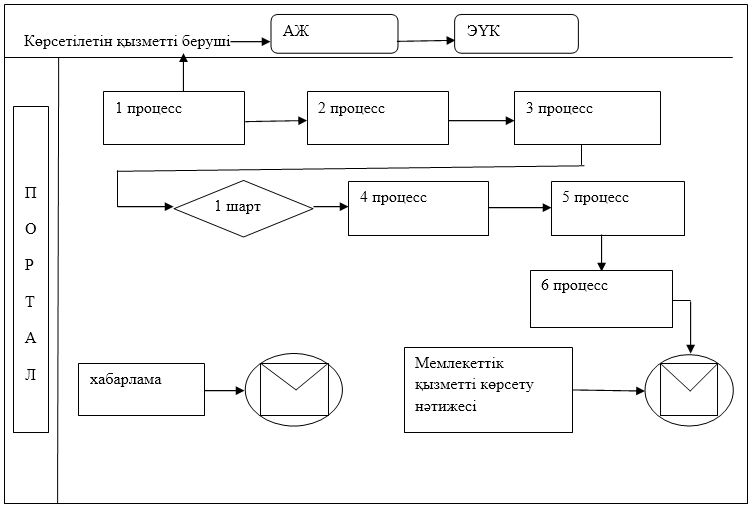 Көрсетілетін қызметті беруші
АЖ
ЭҮК
1 процесс
2 процесс
3 процесс
ПОРТАЛ
1 шарт
4 процесс
5 процесс
6 процесс
хабарлама
Мемлекеттік
қызметті көрсету
нәтижесі